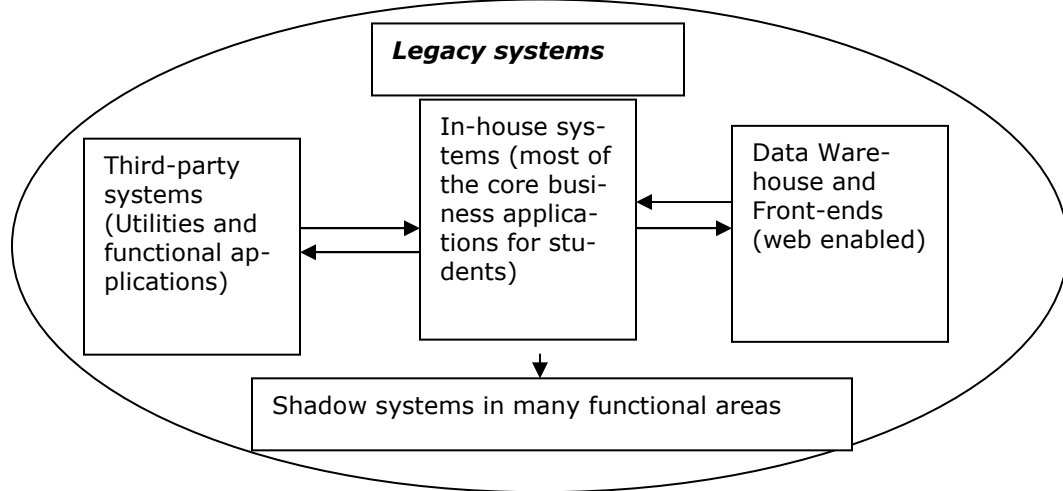 Legacy systems
Third-party
systems
(Utilities and
functional ap-
plications)
In-house sys-
tems (most of
the core busi-
ness applica-
tions for stu-
dents)
Data Ware-
house and
Front-ends
(web enabled)
Shadow systems in many functional areas